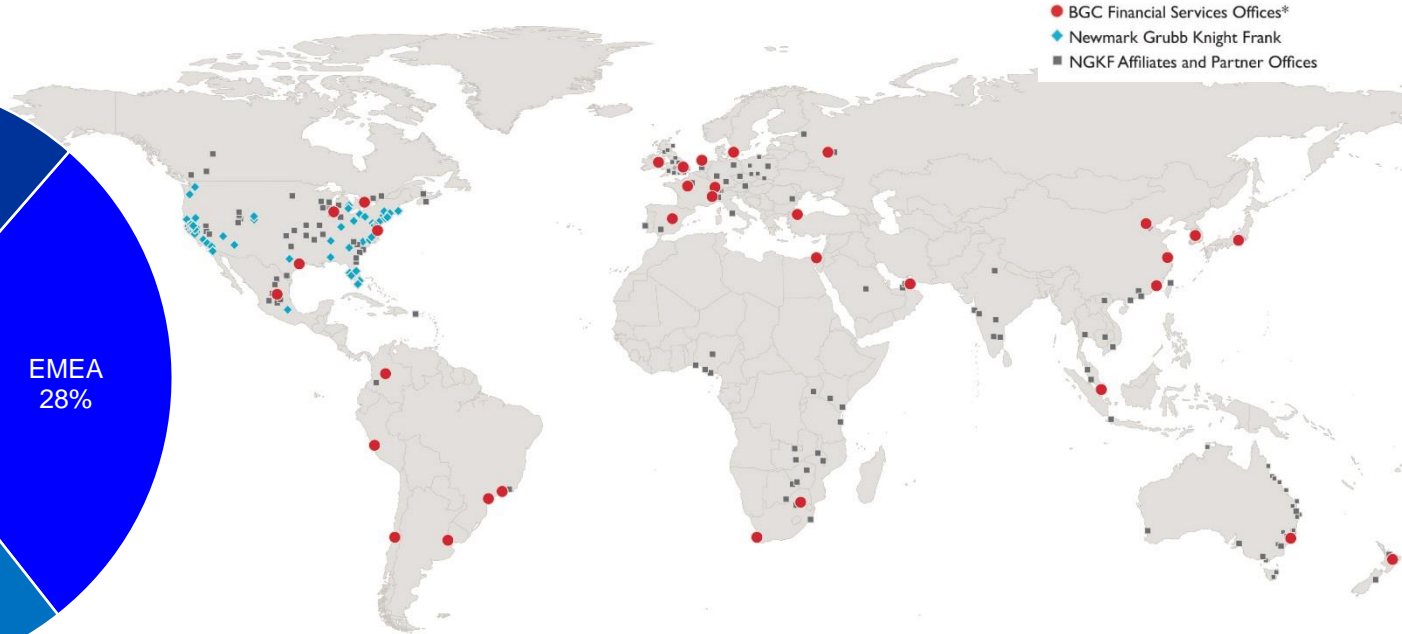 BGC Financial Services Offices*
Newmark Grubb Knight Frank
NGKF Affiliates and Partner Offices
EMEA
28%